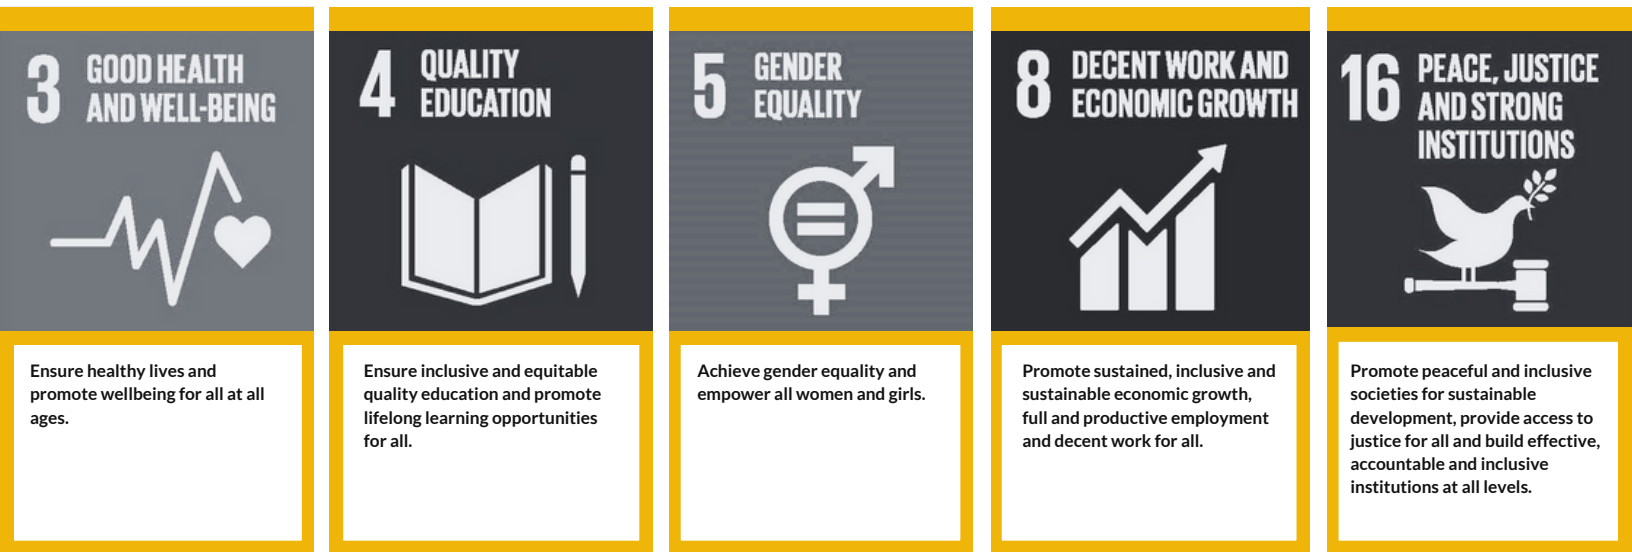 3
GOOD HEALTH
AND WELL-BEING
Ensure healthy lives and
promote wellbeing for all at all
ages.
4
QUALITY
EDUCATION
Ensure inclusive and equitable
quality education and promote
lifelong learning opportunities
for all.
5
GENDER
EQUALITY
Achieve gender equality and
empower all women and girls.
8
DECENT WORK AND
ECONOMIC GROWTH
Promote sustained, inclusive and
sustainable economic growth,
full and productive employment
and decent work for all.
16
PEACE, JUSTICE
AND STRONG
INSTITUTIONS
Promote peaceful and inclusive
societies for sustainable
development, provide access to
justice for all and build effective,
accountable and inclusive
institutions at all levels.